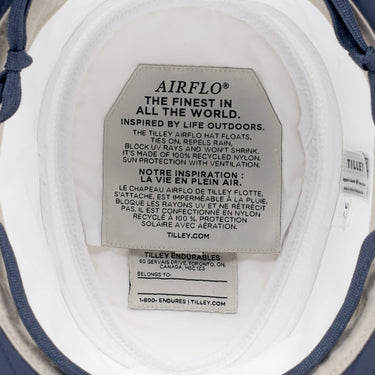 AIRFLO®
THE FINEST IN
ALL THE WORLD.
INSPIRED BY LIFE OUTDOORS.
THE TILLEY AIRFLO HAT FLOATS,
TIES ON, REPELS RAIN,
BLOCK UV RAYS AND WON'T SHRINK.
IT'S MADE OF 100% RECYCLED NYLON.
SUN PROTECTION WITH VENTILATION.
NOTRE INSPIRATION :
LA VIE EN PLEIN AIR.
LE CHAPEAU AIRFLO DE TILLEY FLOTTE,
S'ATTACHE, EST IMPERMÉABLE À LA PLUIE,
BLOQUE LES RAYONS UV ET NE RÉTRÉCIT
PAS. IL EST CONFECTIONNÉ EN NYLON
RECYCLÉ À 100 %. PROTECTION
SOLAIRE AVEC AÉRATION.
TILLEY.COM
TILLEY ENDURABLES
60 GERVAIS DRIVE, TORONTO, ON,
CANADA, M3C 1Z3
BELONGS TO:
1-800-ENDURES | TILLEY.COM
TILLEY